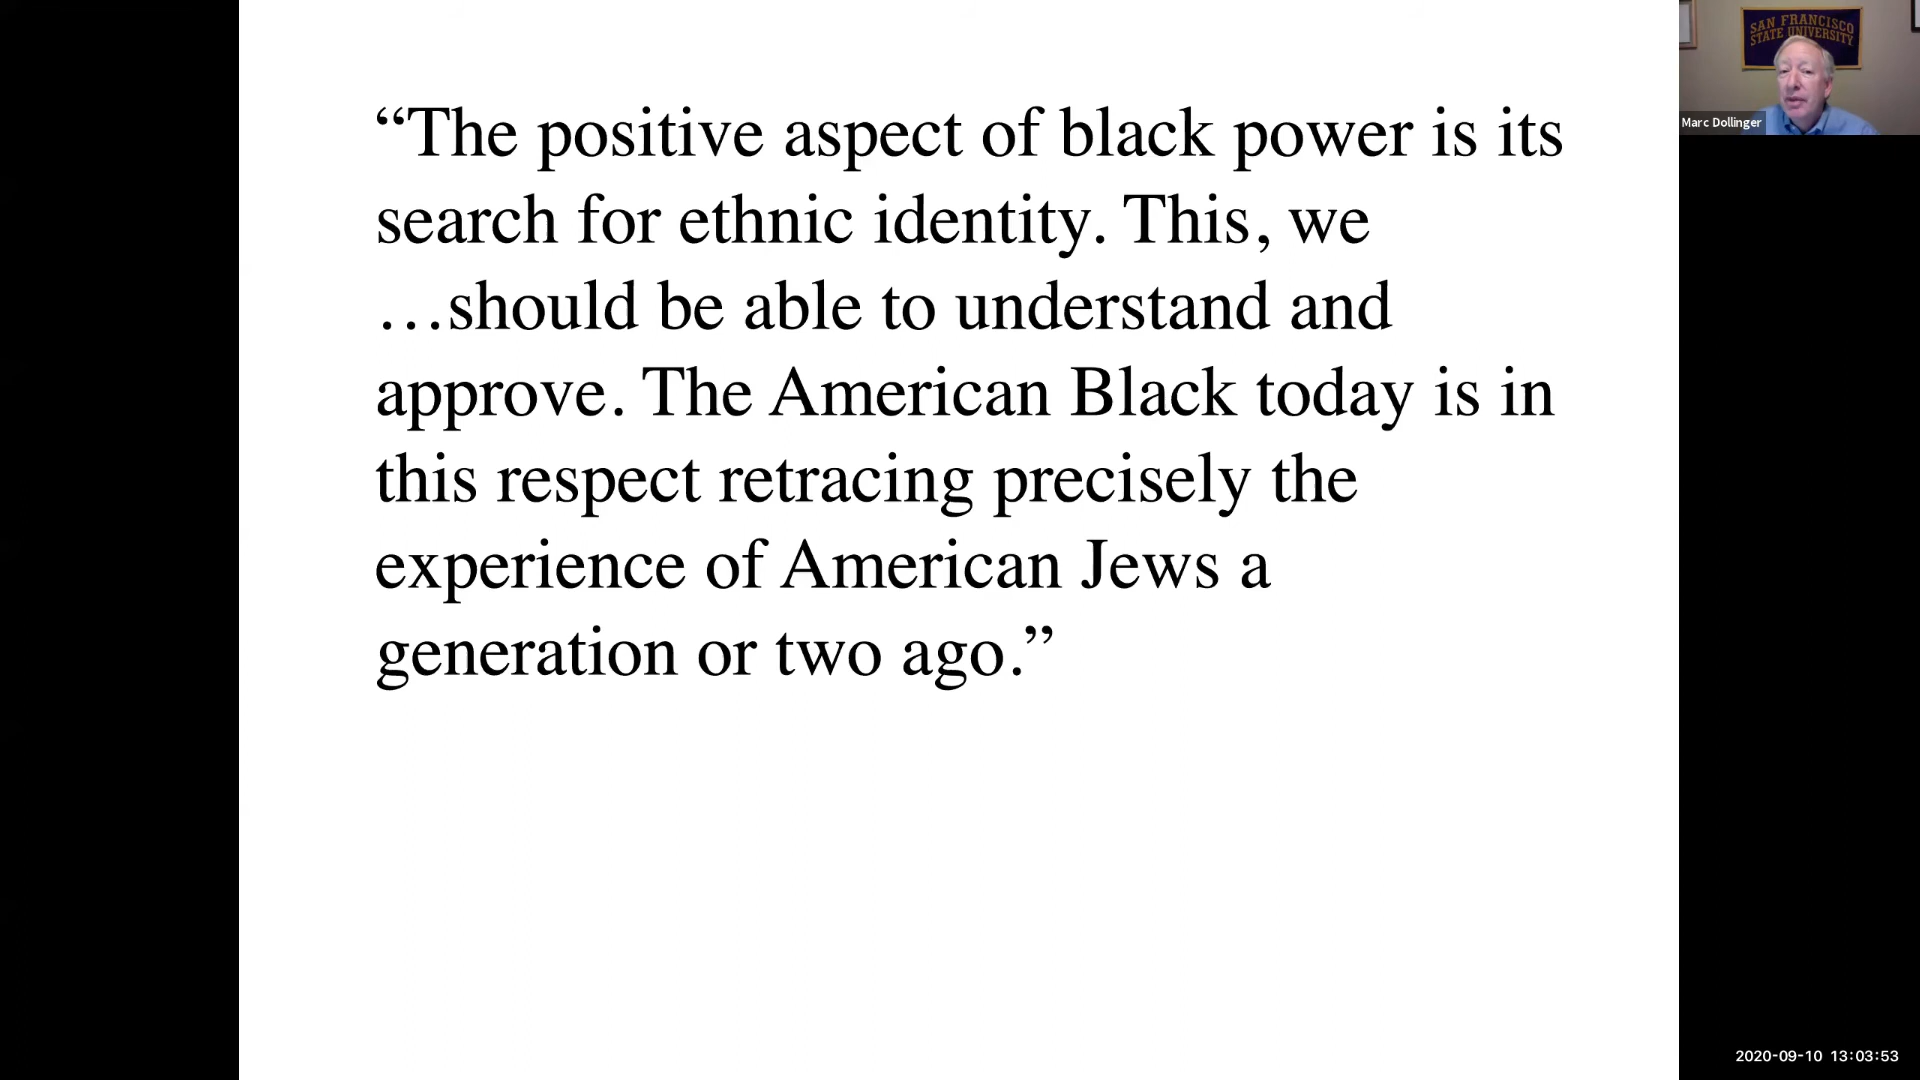 “The positive aspect of black power is its
search for ethnic identity. This, we
…should be able to understand and
approve. The American Black today is in
this respect retracing precisely the
experience of American Jews a
generation or two ago.”
SAN FRANCISCO
STATE UNIVERSITY
Marc Dollinger
2020-09-10 13:03:53